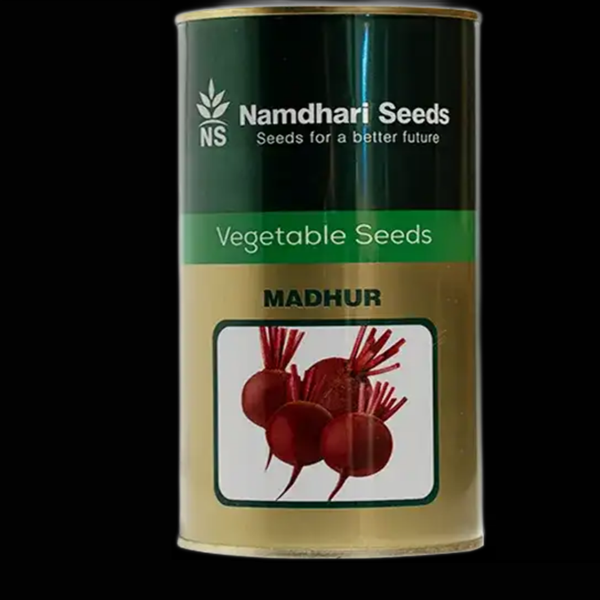 Namdhari Seeds
NS
Seeds for a better future
Vegetable Seeds
MADHUR